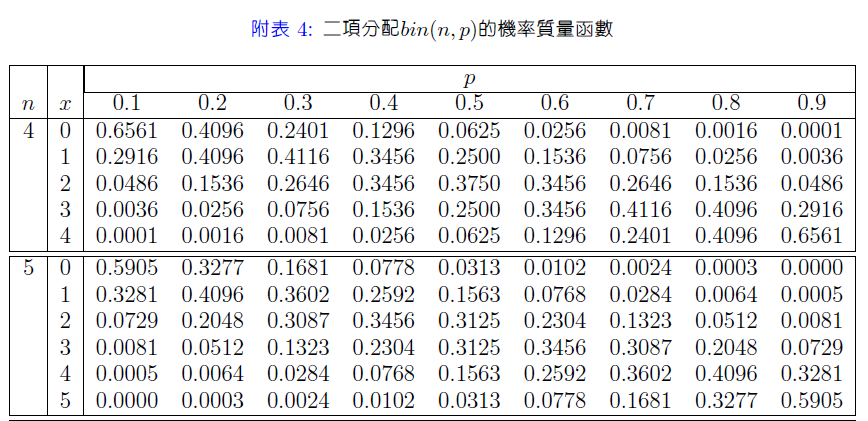 附表 4: 二項分配bin(n, p)的機率質量函數
p
n x 0.1 0.2 0.3 0.4 0.5 0.6 0.7 0.8 0.9
4 0 0.6561 0.4096 0.2401 0.1296 0.0625 0.0256 0.0081 0.0016 0.0001
1 0.2916 0.4096 0.4116 0.3456 0.2500 0.1536 0.0756 0.0256 0.0036
2 0.0486 0.1536 0.2646 0.3456 0.3750 0.3456 0.2646 0.1536 0.0486
3 0.0036 0.0256 0.0756 0.1536 0.2500 0.3456 0.4116 0.4096 0.2916
4 0.0001 0.0016 0.0081 0.0256 0.0625 0.1296 0.2401 0.4096 0.6561
5 0 0.5905 0.3277 0.1681 0.0778 0.0313 0.0102 0.0024 0.0003 0.0000
1 0.3281 0.4096 0.3602 0.2592 0.1563 0.0768 0.0284 0.0064 0.0005
2 0.0729 0.2048 0.3087 0.3456 0.3125 0.2304 0.1323 0.0512 0.0081
3 0.0081 0.0512 0.1323 0.2304 0.3125 0.3456 0.3087 0.2048 0.0729
4 0.0005 0.0064 0.0284 0.0768 0.1563 0.2592 0.3602 0.4096 0.3281
5 0.0000 0.0003 0.0024 0.0102 0.0313 0.0778 0.1681 0.3277 0.5905